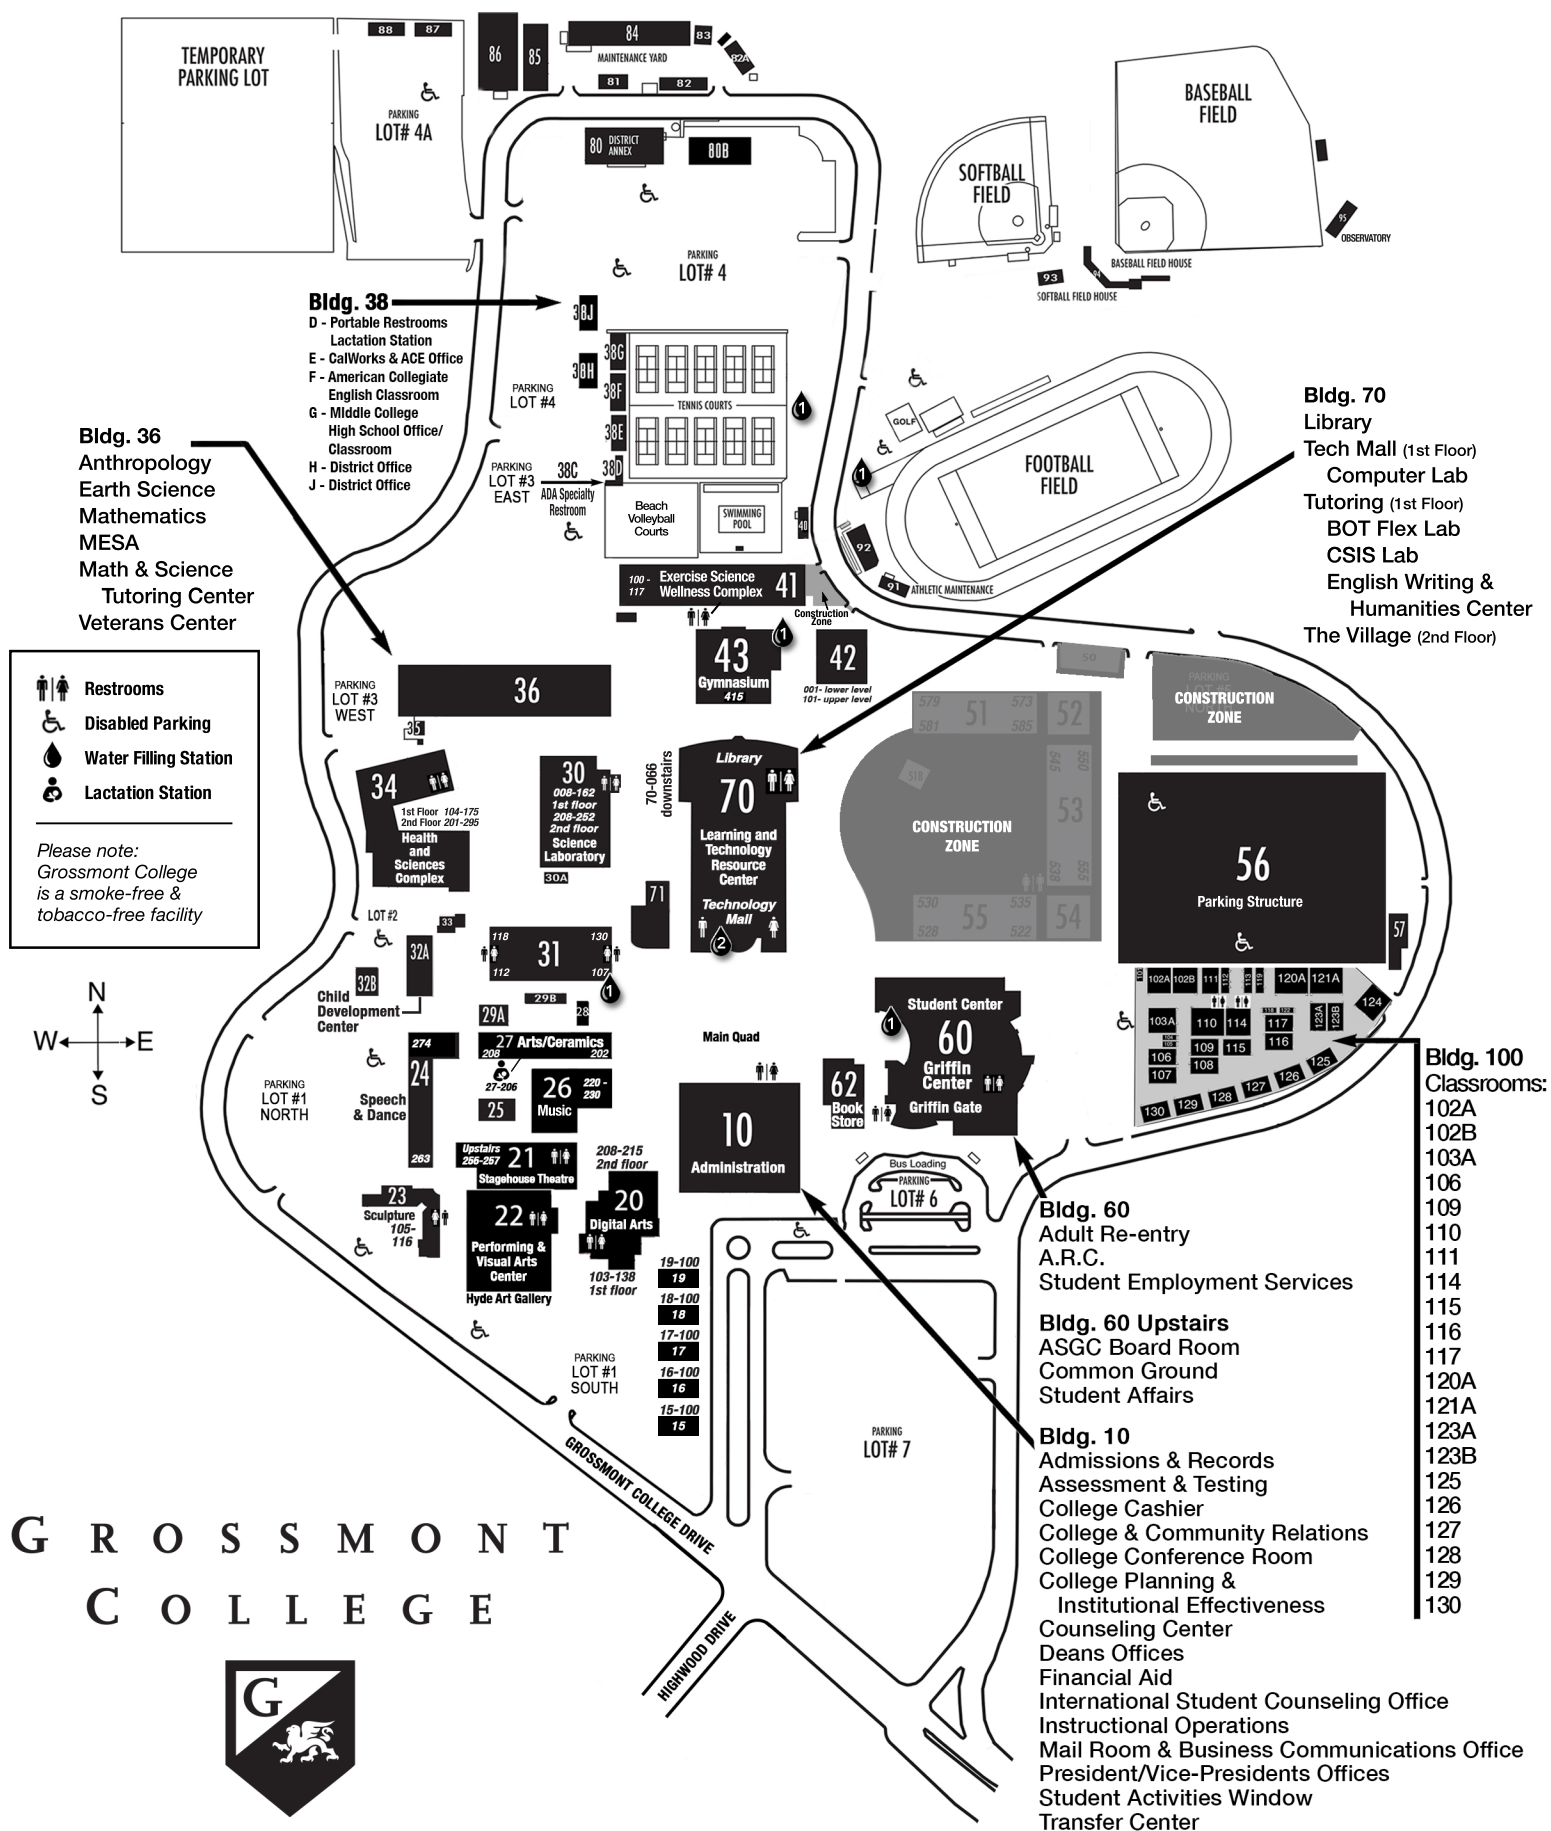 TEMPORARY
PARKING LOT
88
87
PARKING
LOT# 4A
86
85
84
83
82A
MAINTENANCE YARD
81
82
80 DISTRICT
ANNEX
80B
PARKING
LOT# 4
SOFTBALL
FIELD
BASEBALL
FIELD
95
OBSERVATORY
BASEBALL FIELD HOUSE
94
93
SOFTBALL FIELD HOUSE
Bldg. 38
D - Portable Restrooms
Lactation Station
E - CalWorks & ACE Office
F - American Collegiate
English Classroom
G - MIddle College
High School Office/
Classroom
H - District Office
J - District Office
38J
38G
38H
38F
38E
38D
PARKING
LOT #4
TENNIS COURTS
1
PARKING
LOT #3
EAST
38C
ADA Specialty
Restroom
Beach
Volleyball
Courts
SWIMMING
POOL
40
GOLF
1
FOOTBALL
FIELD
92
91
ATHLETIC MAINTENANCE
Bldg. 70
Library
Tech Mall (1st Floor)
Computer Lab
Tutoring (1st Floor)
BOT Flex Lab
CSIS Lab
English Writing &
Humanities Center
The Village (2nd Floor)
Bldg. 36
Anthropology
Earth Science
Mathematics
MESA
Math & Science
Tutoring Center
Veterans Center
100 -
117
Exercise Science
Wellness Complex
41
Construction
Zone
1
43
Gymnasium
415
42
001- lower level
101- upper level
50
PARKING
LOT #5
NORTH
CONSTRUCTION
ZONE
Restrooms
Disabled Parking
Water Filling Station
Lactation Station
Please note:
Grossmont College
is a smoke-free &
tobacco-free facility
PARKING
LOT #3
WEST
36
35
34
1st Floor 104-175
2nd Floor 201-295
Health
and
Sciences
Complex
30
008-162
1st floor
208-252
2nd floor
Science
Laboratory
30A
70-066
downstairs
Library
70
Learning and
Technology
Resource
Center
Technology
Mall
2
71
579
581
51
573
585
52
51B
545
550
53
538
555
CONSTRUCTION
ZONE
530
528
55
535
522
54
56
Parking Structure
57
LOT #2
33
32A
32B
Child
Development
Center
118
130
31
112
107
1
29B
29A
28
27 Arts/Ceramics
208
202
27-206
274
24
263
Speech
& Dance
25
26
Music
220 -
230
Main Quad
1
Student Center
60
Griffin
Center
Griffin Gate
62
Book
Store
10
Administration
N
W
E
S
PARKING
LOT #1
NORTH
Upstairs
256-257
21
Stagehouse Theatre
208-215
2nd floor
20
Digital Arts
103-138
1st floor
23
Sculpture
105-
116
22
Performing &
Visual Arts
Center
Hyde Art Gallery
19-100
19
18-100
18
17-100
17
16-100
16
15-100
15
PARKING
LOT #1
SOUTH
Bus Loading
PARKING
LOT# 6
PARKING
LOT# 7
GROSSMONT COLLEGE DRIVE
HIGHWOOD DRIVE
101
102A
102B
111
112
113
119
120A
121A
124
103A
104
105
106
107
110
109
108
114
115
118
122
117
116
123A
123B
125
126
127
128
129
130
Bldg. 100
Classrooms:
102A
102B
103A
106
109
110
111
114
115
116
117
120A
121A
123A
123B
125
126
127
128
129
130
Bldg. 60
Adult Re-entry
A.R.C.
Student Employment Services
Bldg. 60 Upstairs
ASGC Board Room
Common Ground
Student Affairs
Bldg. 10
Admissions & Records
Assessment & Testing
College Cashier
College & Community Relations
College Conference Room
College Planning &
Institutional Effectiveness
Counseling Center
Deans Offices
Financial Aid
International Student Counseling Office
Instructional Operations
Mail Room & Business Communications Office
President/Vice-Presidents Offices
Student Activities Window
Transfer Center
GROSSMONT
COLLEGE
G